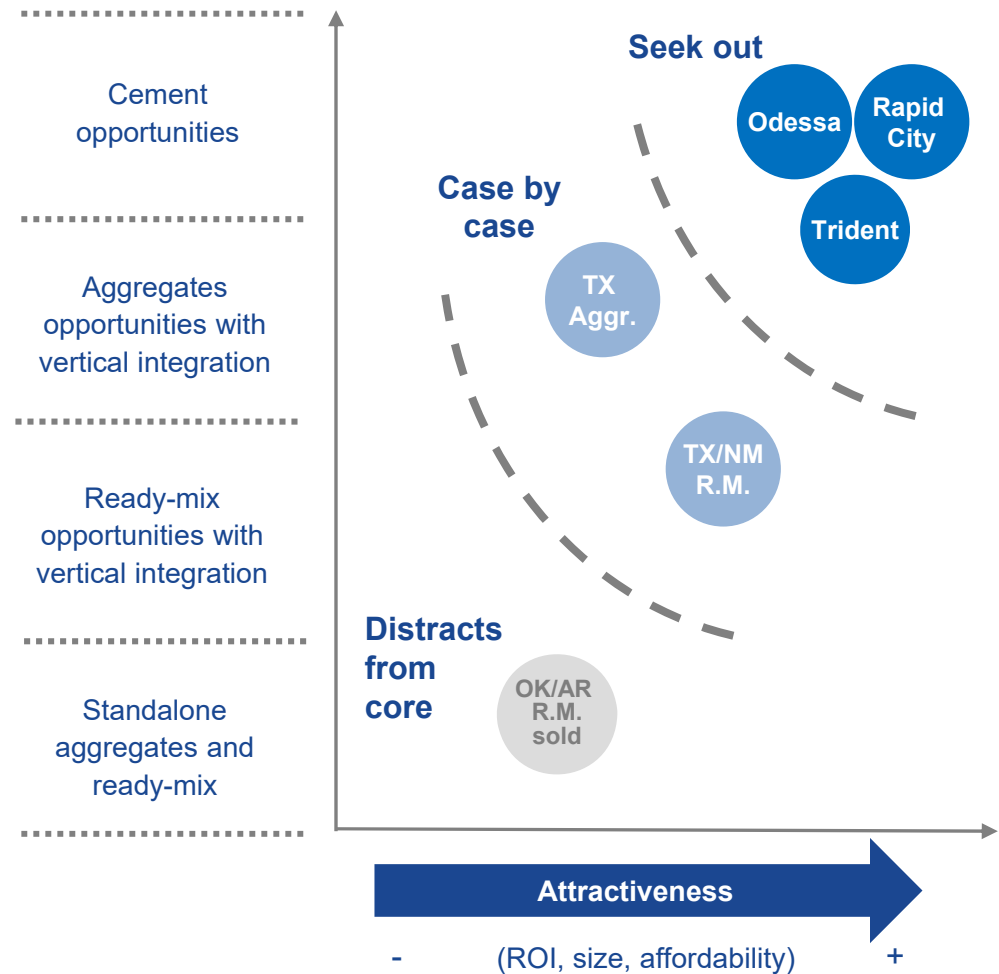 Cement
opportunities
Aggregates
opportunities with
vertical integration
Ready-mix
opportunities with
vertical integration
Standalone
aggregates and
ready-mix
Seek out
Odessa
Rapid
City
Trident
Case by
case
TX
Aggr.
TX/NM
R.M.
Distracts
from
core
OK/AR
R.M.
sold
Attractiveness
- (ROI, size, affordability) +